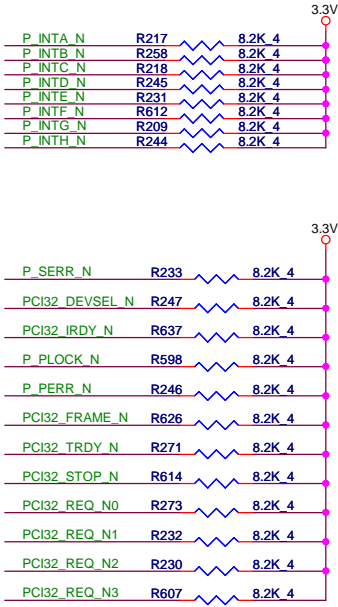 3.3V
P_INTA_N R217 8.2K_4
P_INTB_N R258 8.2K_4
P_INTC_N R218 8.2K_4
P_INTD_N R245 8.2K_4
P_INTE_N R231 8.2K_4
P_INTF_N R612 8.2K_4
P_INTG_N R209 8.2K_4
P_INTH_N R244 8.2K_4
3.3V
P_SERR_N R233 8.2K_4
PCI32_DEVSEL_N R247 8.2K_4
PCI32_IRDY_N R637 8.2K_4
P_PLOCK_N R598 8.2K_4
P_PERR_N R246 8.2K_4
PCI32_FRAME_N R626 8.2K_4
PCI32_TRDY_N R271 8.2K_4
PCI32_STOP_N R614 8.2K_4
PCI32_REQ_N0 R273 8.2K_4
PCI32_REQ_N1 R232 8.2K_4
PCI32_REQ_N2 R230 8.2K_4
PCI32_REQ_N3 R607 8.2K_4